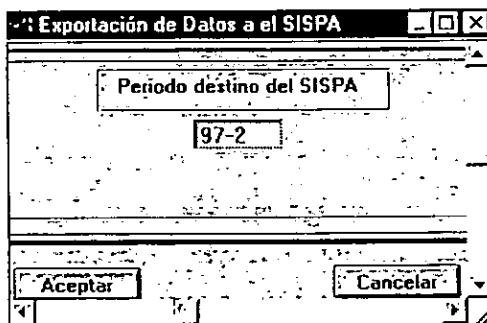 Exportación de Datos a el SISPA
Periodo destino del SISPA
97-2
Aceptar Cancelar